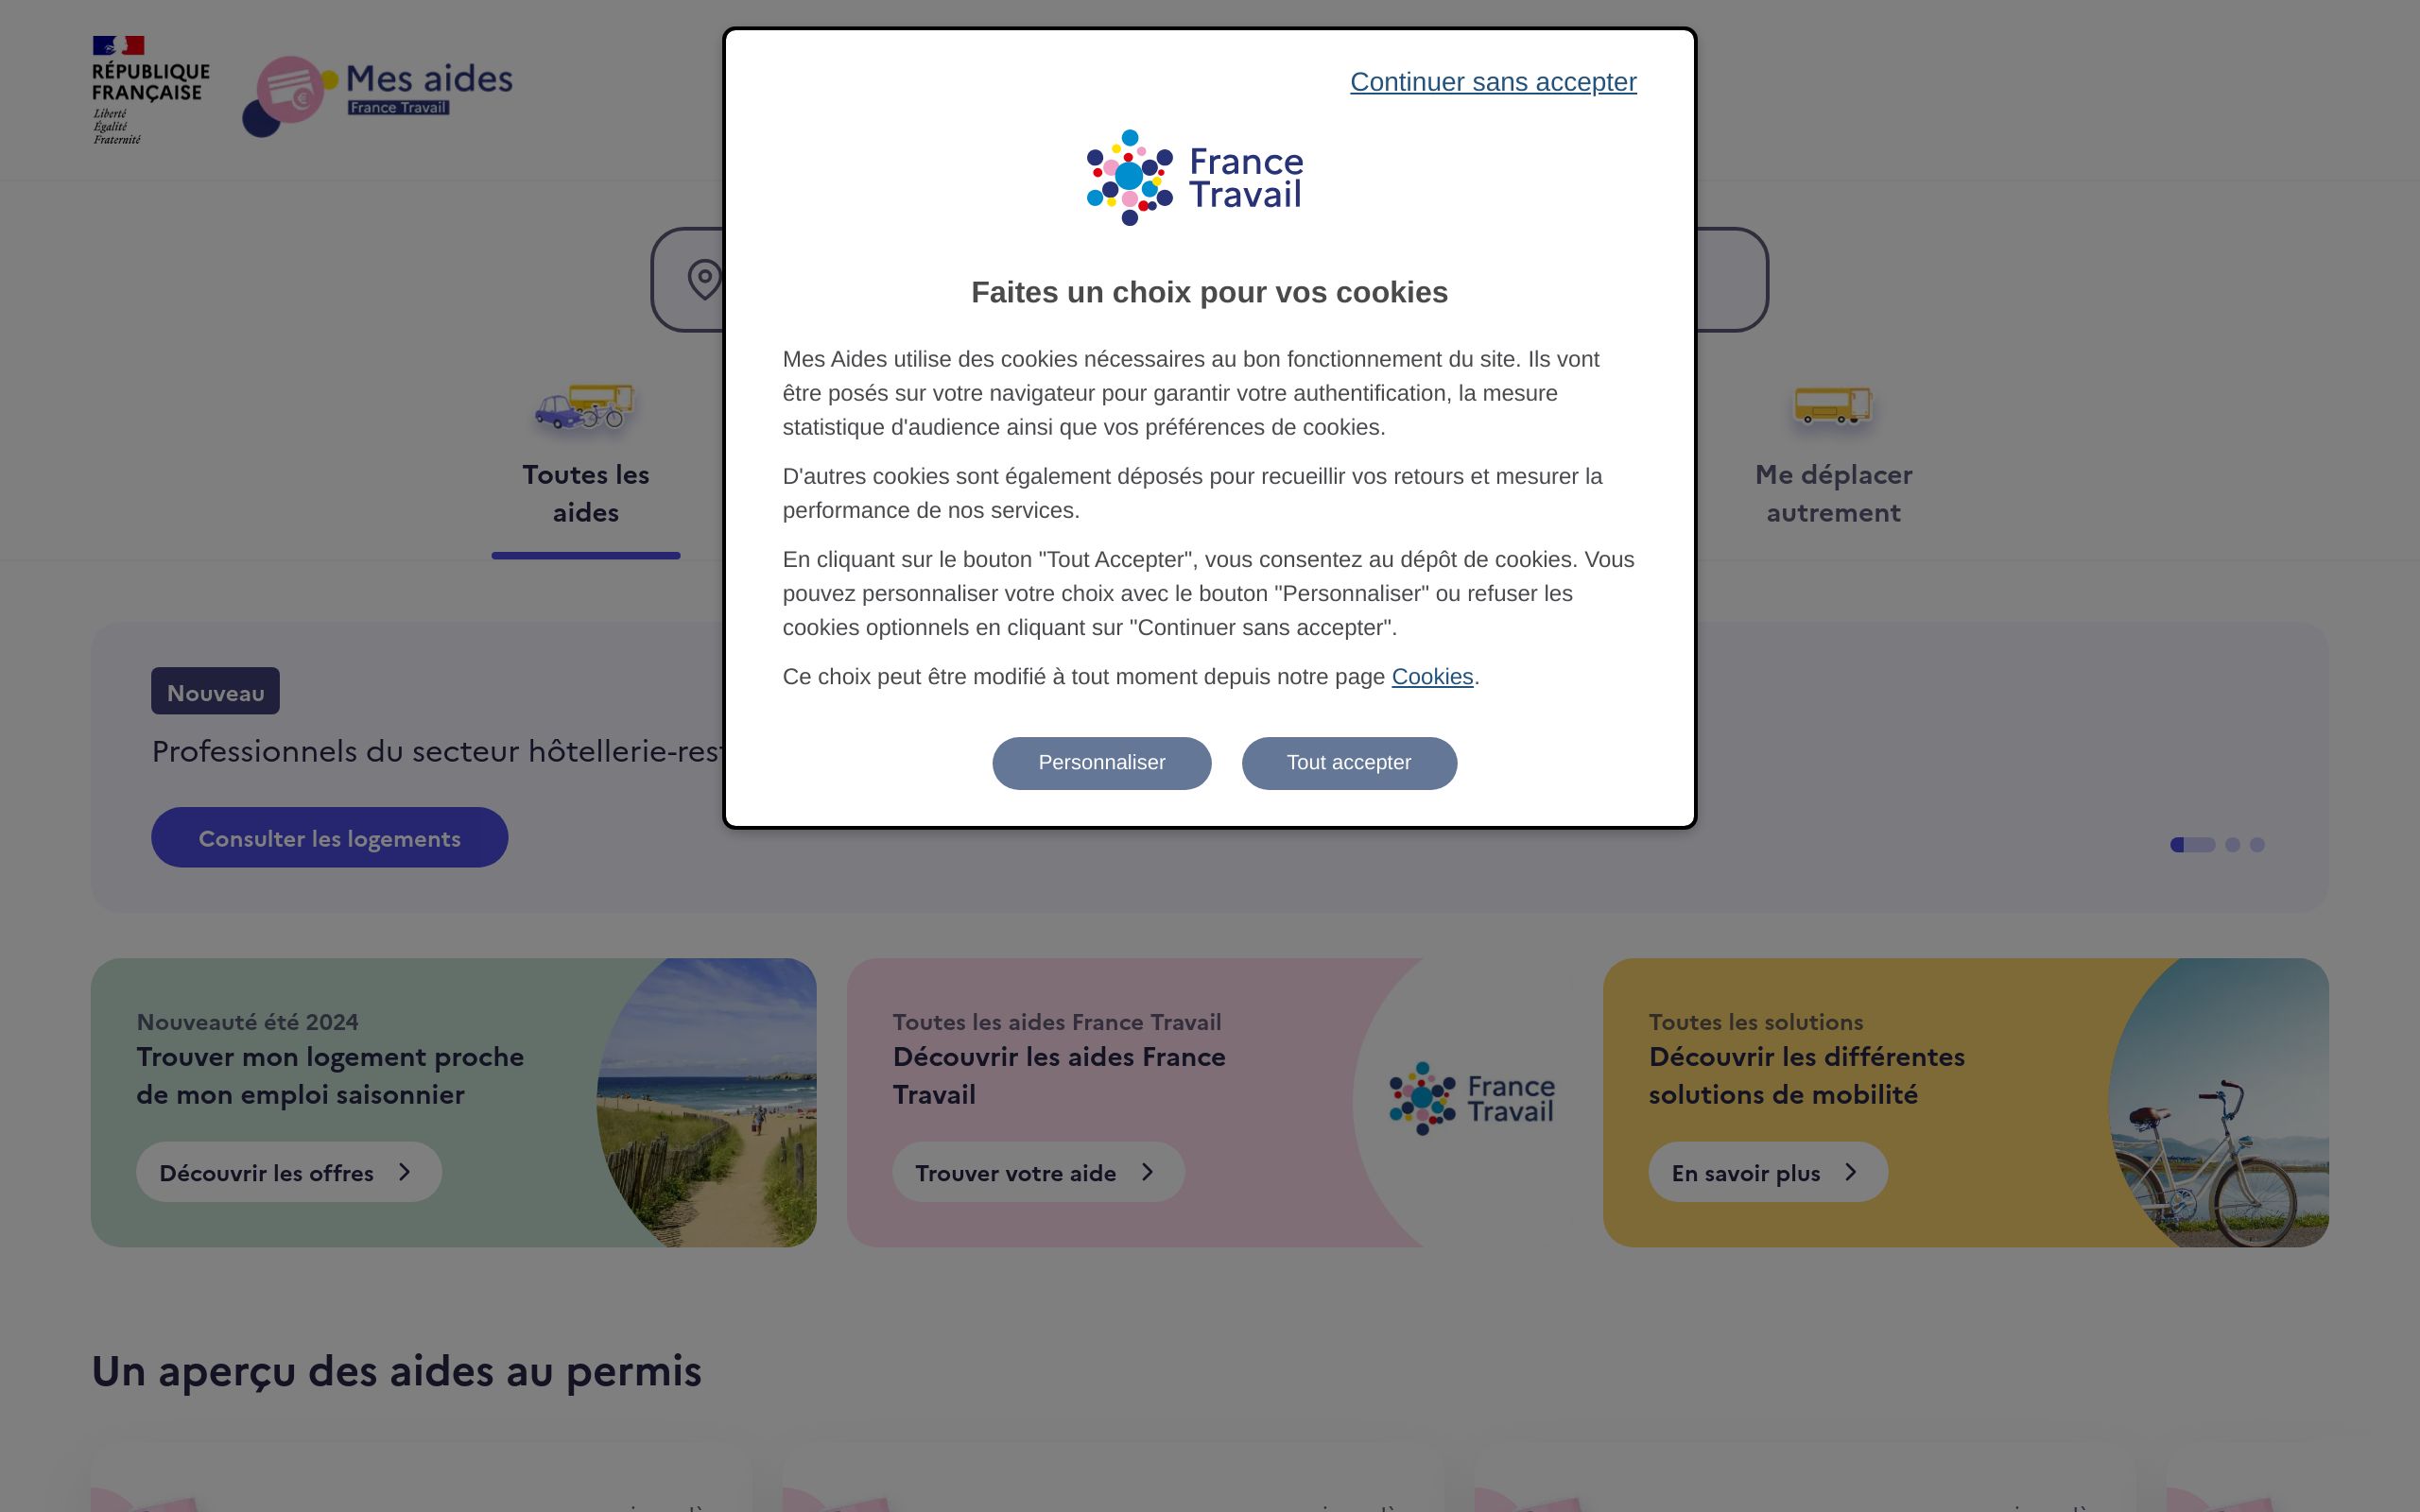 RÉPUBLIQUE
FRANÇAISE
Liberté
Égalité
Fraternité
Mes aides
France Travail
Continuer sans accepter
France
Travail
Faites un choix pour vos cookies
Mes Aides utilise des cookies nécessaires au bon fonctionnement du site. Ils vont
être posés sur votre navigateur pour garantir votre authentification, la mesure
statistique d'audience ainsi que vos préférences de cookies.
D'autres cookies sont également déposés pour recueillir vos retours et mesurer la
performance de nos services.
En cliquant sur le bouton "Tout Accepter", vous consentez au dépôt de cookies. Vous
pouvez personnaliser votre choix avec le bouton "Personnaliser" ou refuser les
cookies optionnels en cliquant sur "Continuer sans accepter".
Ce choix peut être modifié à tout moment depuis notre page Cookies.
Personnaliser
Tout accepter
Toutes les
aides
Me déplacer
autrement
Nouveau
Professionnels du secteur
Consulter les logements
Nouveauté été 2024
Trouver mon logement proche
de mon emploi saisonnier
Découvrir les offres
Toutes les aides France Travail
Découvrir les aides France
Travail
Trouver votre aide
France
Travail
Toutes les solutions
Découvrir les différentes
solutions de mobilité
En savoir plus
Un aperçu des aides au permis